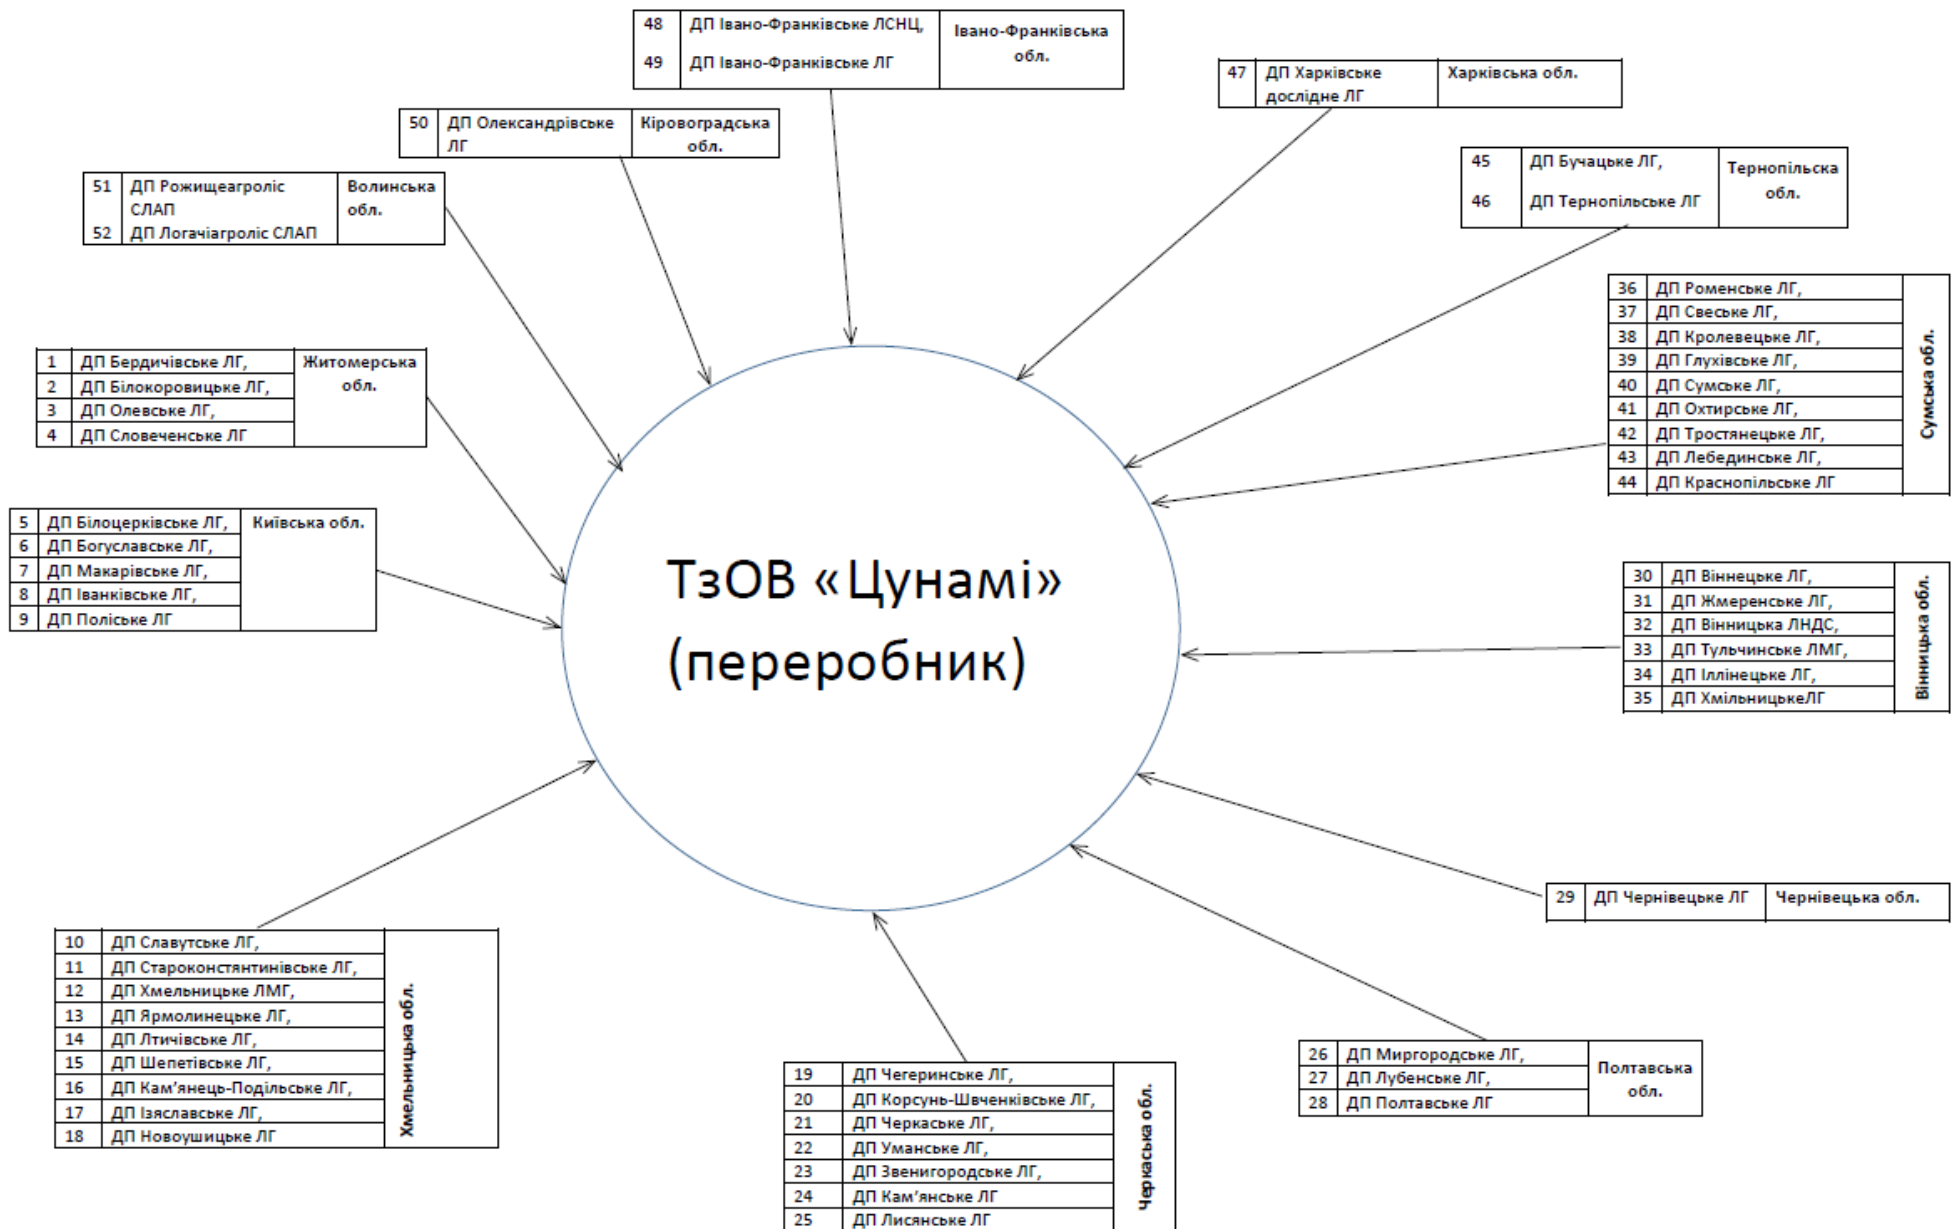 48 ДП Івано-Франківське ЛСНЦ,
49 ДП Івано-Франківське ЛГ
Івано-Франківська
обл.
47 ДП Харківське
дослідне ЛГ
Харківська обл.
50 ДП Олександрівське
ЛГ
Кіровоградська
обл.
45 ДП Бучацьке ЛГ,
46 ДП Тернопільське ЛГ
Тернопільска
обл.
51 ДП Рожищеагроліс
СЛАП
52 ДП Логачіагроліс СЛАП
Волинська
обл.
36 ДП Роменське ЛГ,
37 ДП Свеське ЛГ,
38 ДП Кролевецьке ЛГ,
39 ДП Глухівське ЛГ,
40 ДП Сумське ЛГ,
41 ДП Охтирське ЛГ,
42 ДП Тростянецьке ЛГ,
43 ДП Лебединське ЛГ,
44 ДП Краснопільське ЛГ
Сумська обл.
1 ДП Бердичівське ЛГ,
2 ДП Білокоровицьке ЛГ,
3 ДП Олевське ЛГ,
4 ДП Словеченське ЛГ
Житомерська
обл.
5 ДП Білоцерківське ЛГ,
6 ДП Богуславське ЛГ,
7 ДП Макарівське ЛГ,
8 ДП Іванківське ЛГ,
9 ДП Поліське ЛГ
Київська обл.
ТзОВ «Цунамі»
(переробник)
30 ДП Віннецьке ЛГ,
31 ДП Жмеренське ЛГ,
32 ДП Вінницька ЛНДС,
33 ДП Тульчинське ЛМГ,
34 ДП Іллінецьке ЛГ,
35 ДП ХмільницькеЛГ
Вінницька обл.
29 ДП Чернівецьке ЛГ
Чернівецька обл.
10 ДП Славутське ЛГ,
11 ДП Староконстянтинівське ЛГ,
12 ДП Хмельницьке ЛМГ,
13 ДП Ярмолинецьке ЛГ,
14 ДП Лтичівське ЛГ,
15 ДП Шепетівське ЛГ,
16 ДП Кам’янець-Подільське ЛГ,
17 ДП Ізяславське ЛГ,
18 ДП Новоушицьке ЛГ
Хмельницька обл.
19 ДП Чегеринське ЛГ,
20 ДП Корсунь-Швченківське ЛГ,
21 ДП Черкаське ЛГ,
22 ДП Уманське ЛГ,
23 ДП Звенигородське ЛГ,
24 ДП Кам’янське ЛГ
25 ДП Лисянське ЛГ
Черкаська обл.
26 ДП Миргородське ЛГ,
27 ДП Лубенське ЛГ,
28 ДП Полтавське ЛГ
Полтавська
обл.